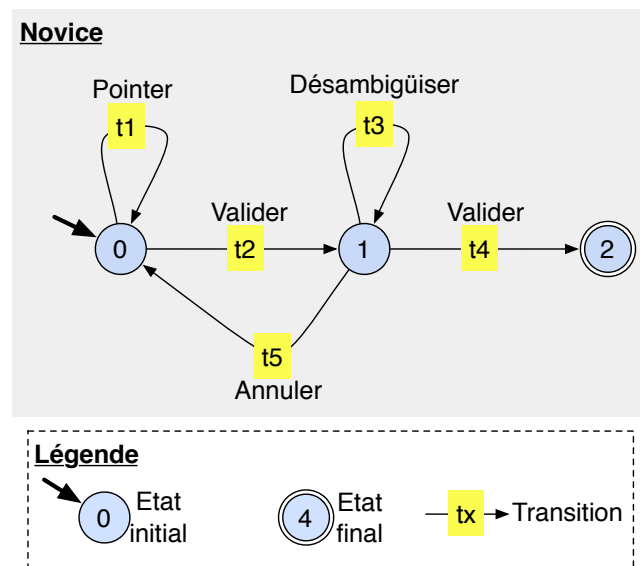 Novice
Pointer
t1
Désambigüiser
t3
Valider
Valider
0
t2
1
t4
2
t5
Annuler
Légende
0
Etat
initial
4
Etat
final
tx
Transition